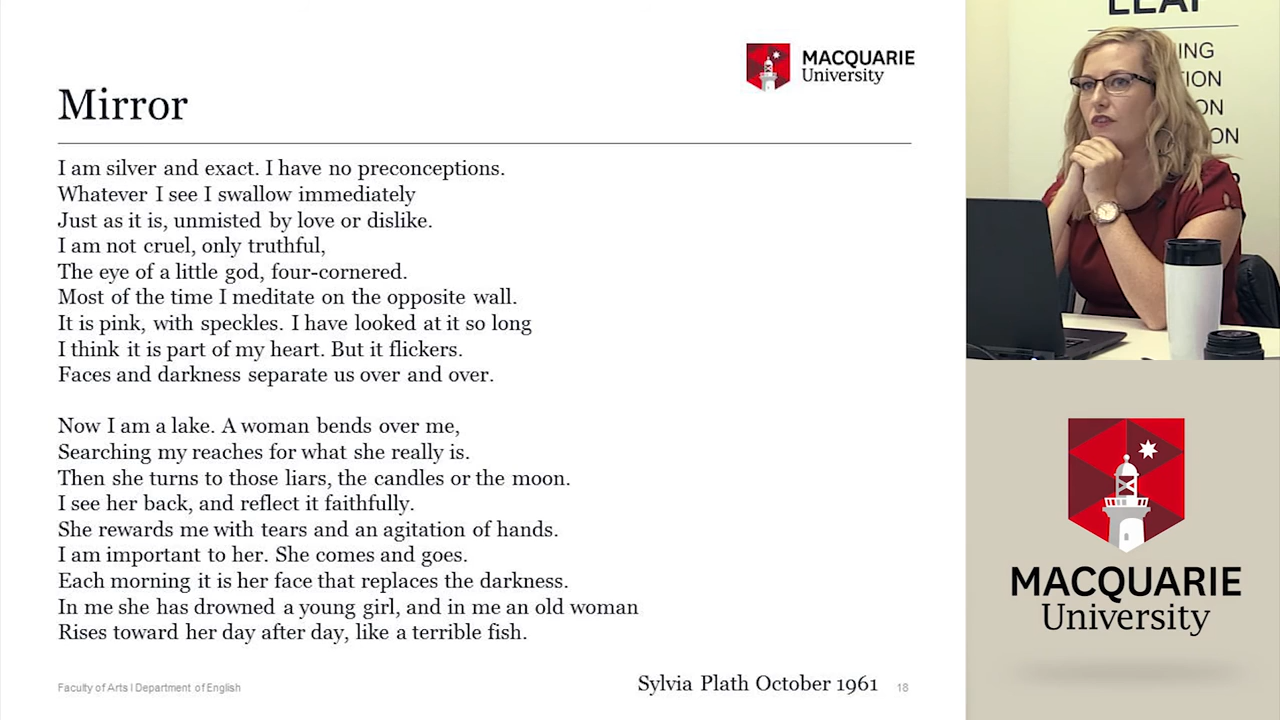 MACQUARIE
University
Mirror
I am silver and exact. I have no preconceptions.
Whatever I see I swallow immediately
Just as it is, unmisted by love or dislike.
I am not cruel, only truthful,
The eye of a little god, four-cornered.
Most of the time I meditate on the opposite wall.
It is pink, with speckles. I have looked at it so long
I think it is part of my heart. But it flickers.
Faces and darkness separate us over and over.
Now I am a lake. A woman bends over me,
Searching my reaches for what she really is.
Then she turns to those liars, the candles or the moon.
I see her back, and reflect it faithfully.
She rewards me with tears and an agitation of hands.
I am important to her. She comes and goes.
Each morning it is her face that replaces the darkness.
In me she has drowned a young girl, and in me an old woman
Rises toward her day after day, like a terrible fish.
Sylvia Plath October 1961
Faculty of Arts I Department of English
18
MACQUARIE
University